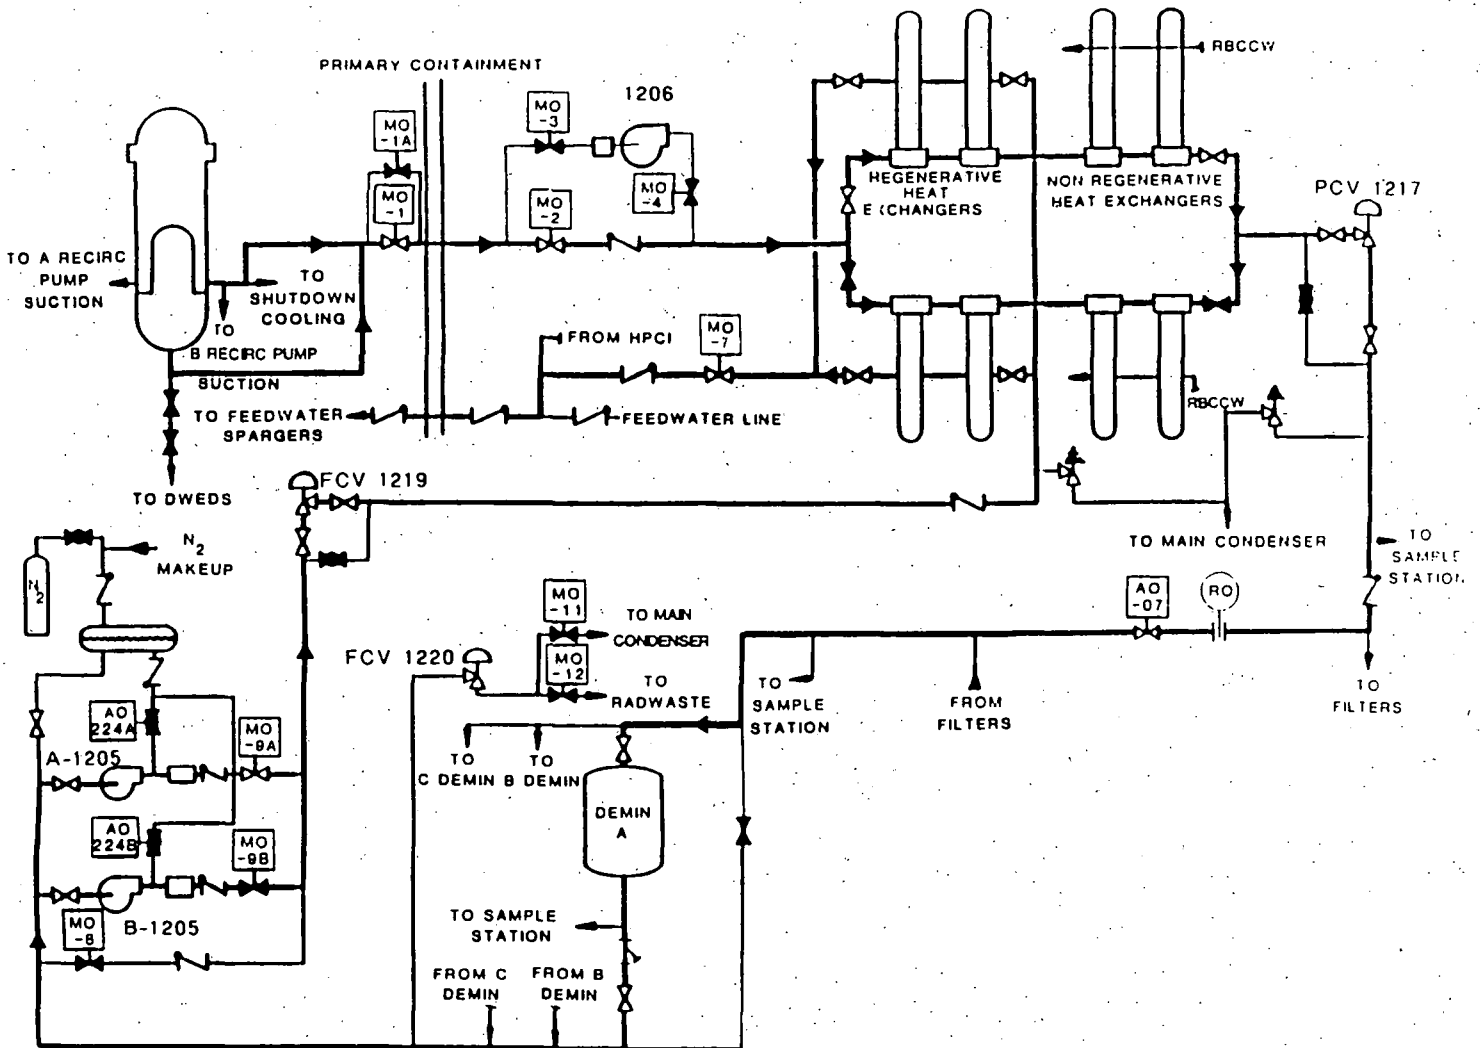 PRIMARY CONTAINMENT
MO
-1A
MO
-1
MO
-3
1206
MO
-2
MO
-4
RBCCW
REGENERATIVE
HEAT
EXCHANGERS
NON REGENERATIVE
HEAT EXCHANGERS
PCV 1217
TO A RECIRC
PUMP
SUCTION
TO
SHUTDOWN
COOLING
TO
B RECIRC PUMP
SUCTION
FROM HPCI
MO
-7
TO FEEDWATER
SPARGERS
FEEDWATER LINE
RBCCW
TO DWEDS
FCV 1219
TO MAIN CONDENSER
TO
SAMPLE
STATION
N2
N2
MAKEUP
MO
-11
TO MAIN
CONDENSER
AO
-07
RO
FCV 1220
MO
-12
TO
RADWASTE
TO
SAMPLE
STATION
FROM
FILTERS
TO
FILTERS
AO
224A
MO
-9A
A-1205
TO
C DEMIN
TO
B DEMIN
DEMIN
A
AO
224B
MO
-9B
B-1205
MO
-8
TO SAMPLE
STATION
FROM C
DEMIN
FROM B
DEMIN